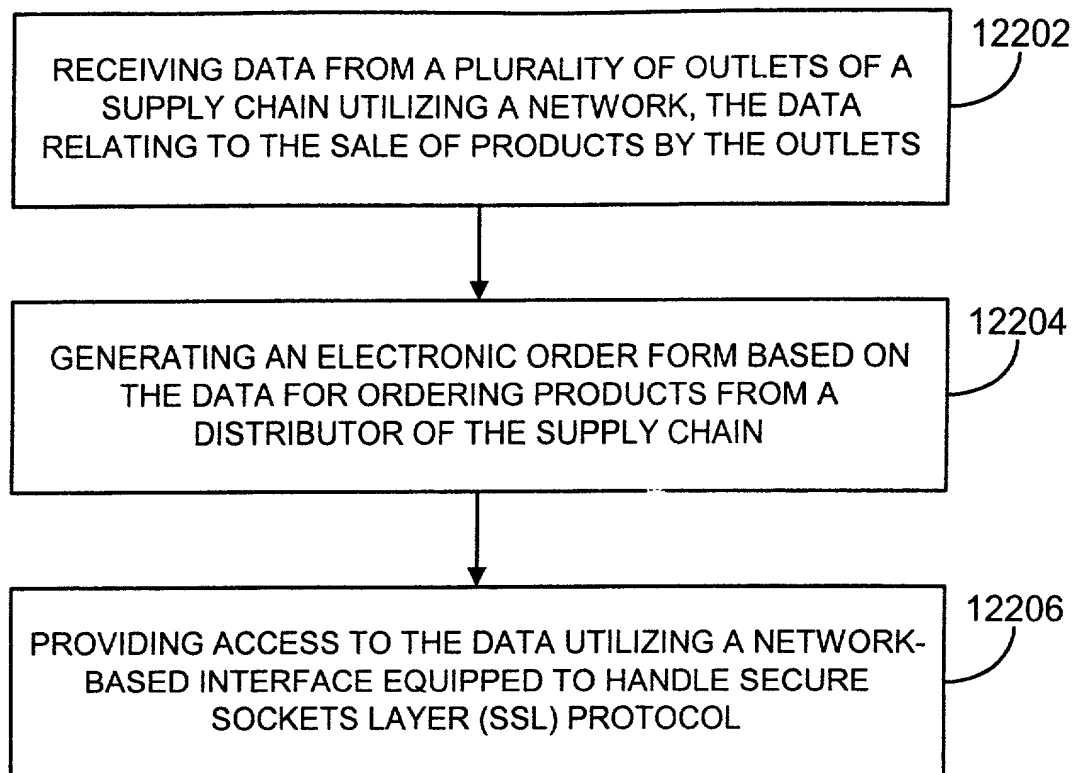 12202
RECEIVING DATA FROM A PLURALITY OF OUTLETS OF A
SUPPLY CHAIN UTILIZING A NETWORK, THE DATA
RELATING TO THE SALE OF PRODUCTS BY THE OUTLETS
12204
GENERATING AN ELECTRONIC ORDER FORM BASED ON
THE DATA FOR ORDERING PRODUCTS FROM A
DISTRIBUTOR OF THE SUPPLY CHAIN
12206
PROVIDING ACCESS TO THE DATA UTILIZING A NETWORK-
BASED INTERFACE EQUIPPED TO HANDLE SECURE
SOCKETS LAYER (SSL) PROTOCOL